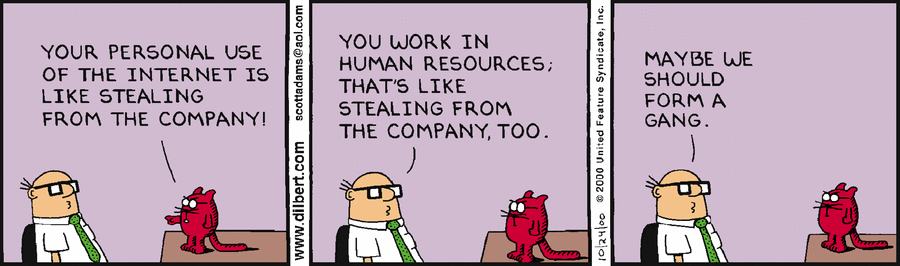 YOUR PERSONAL USE
OF THE INTERNET IS
LIKE STEALING
FROM THE COMPANY!
www.dilbert.com scottadams@aol.com
YOU WORK IN
HUMAN RESOURCES;
THAT'S LIKE
STEALING FROM
THE COMPANY, TOO.
10/24/00 © 2000 United Feature Syndicate, Inc.
MAYBE WE
SHOULD
FORM A
GANG.